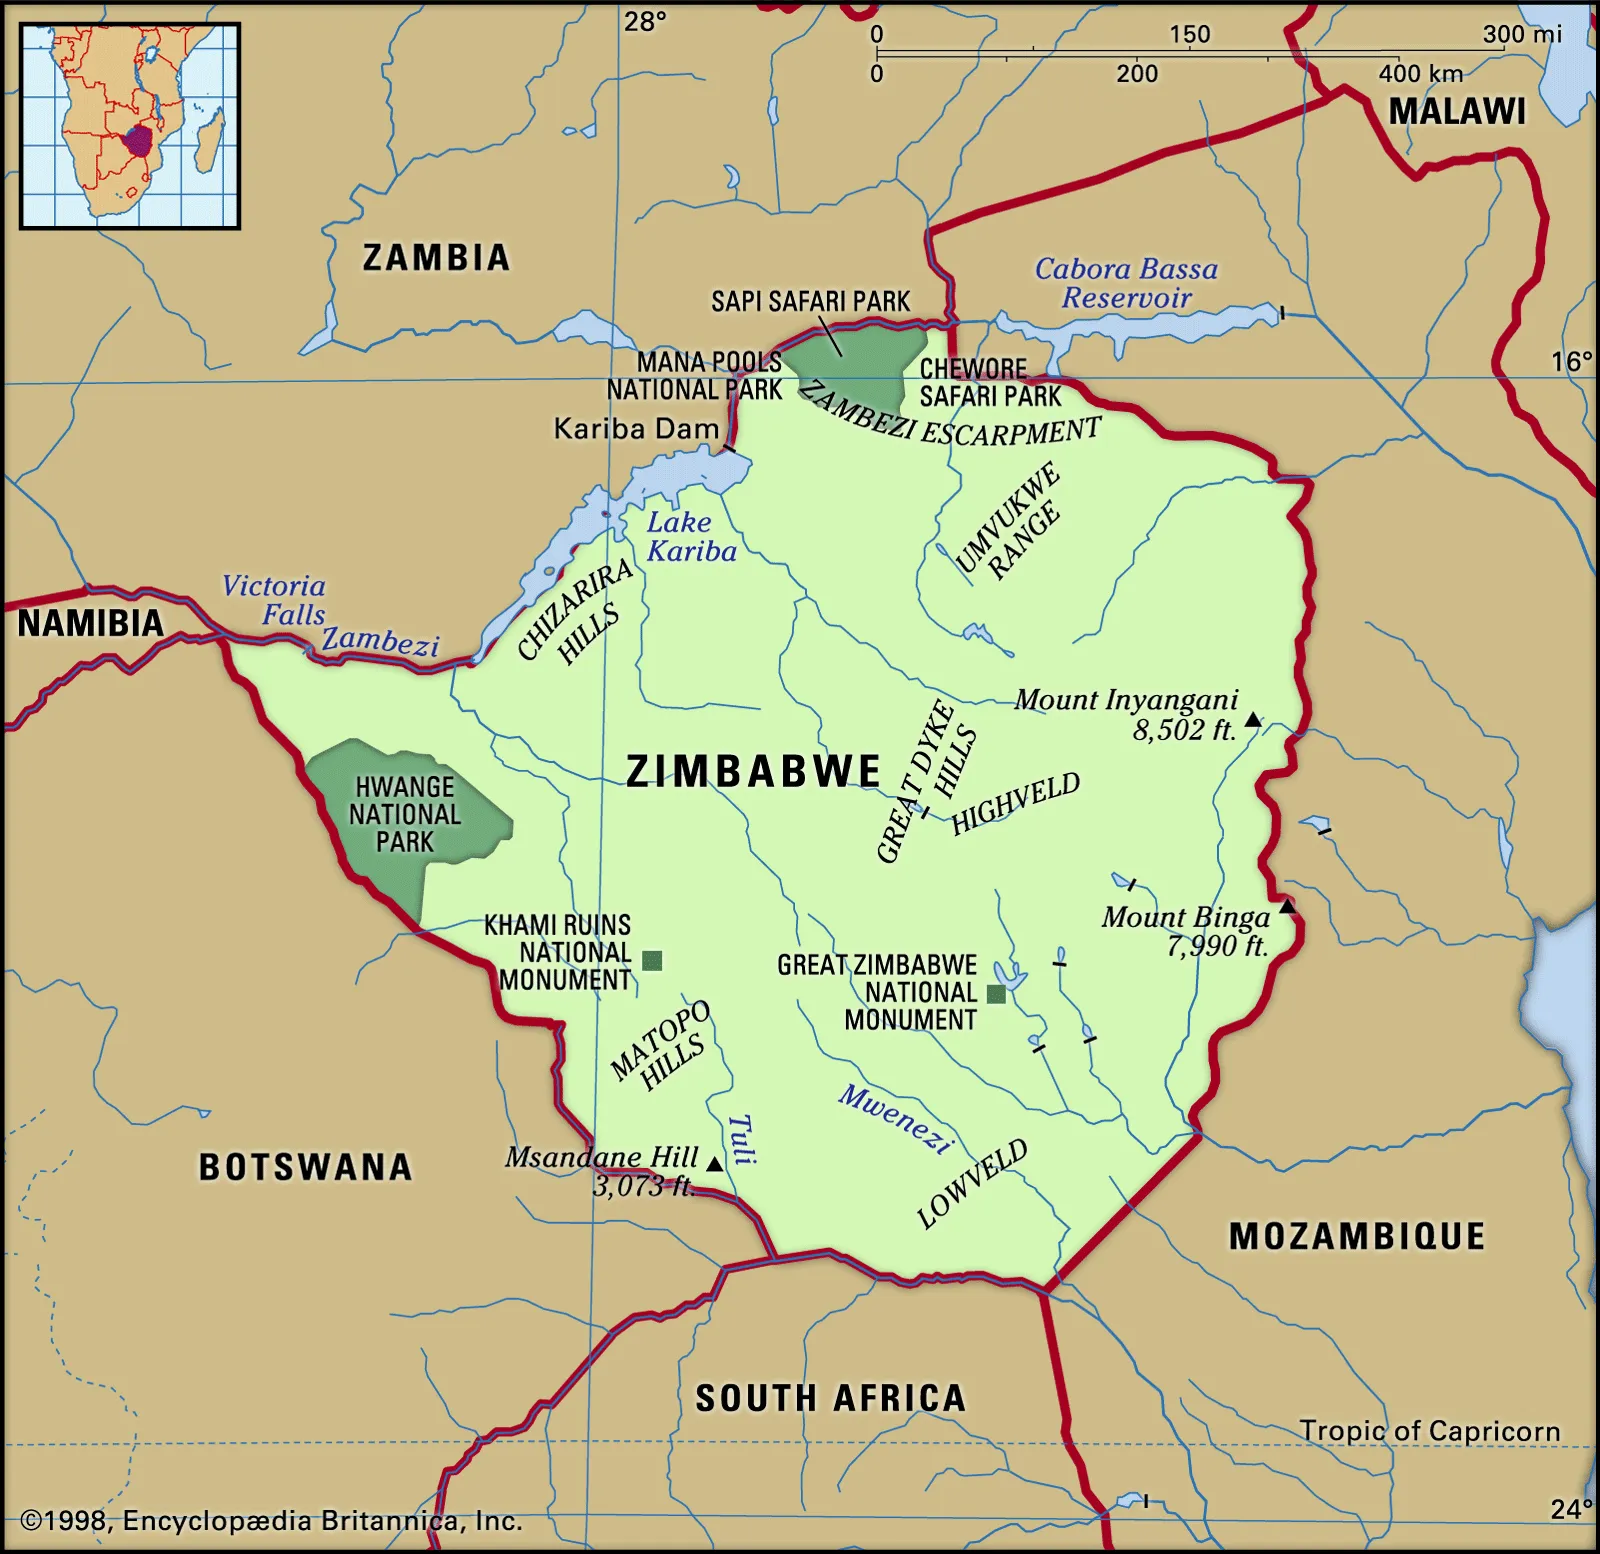 28°
0 150 300 mi
0 200 400 km
MALAWI
ZAMBIA
Cabora Bassa
Reservoir
SAPI SAFARI PARK
MANA POOLS
NATIONAL PARK
CHEWORE
SAFARI PARK
16°
ZAMBEZI ESCARPMENT
Kariba Dam
UMVUKWE
RANGE
Lake
Kariba
CHIZARIRA
HILLS
Victoria
Falls
Zambezi
NAMIBIA
Mount Inyangani
8,502 ft.
GREAT DYKE
HILLS
ZIMBABWE
HIGHVELD
HWANGE
NATIONAL
PARK
KHAMI RUINS
NATIONAL
MONUMENT
Mount Binga
7,990 ft.
GREAT ZIMBABWE
NATIONAL
MONUMENT
MATOPO
HILLS
Mwenezi
Tuli
LOWVELD
Msandane Hill
3,073 ft.
BOTSWANA
MOZAMBIQUE
SOUTH AFRICA
Tropic of Capricorn
24°
©1998, Encyclopædia Britannica, Inc.